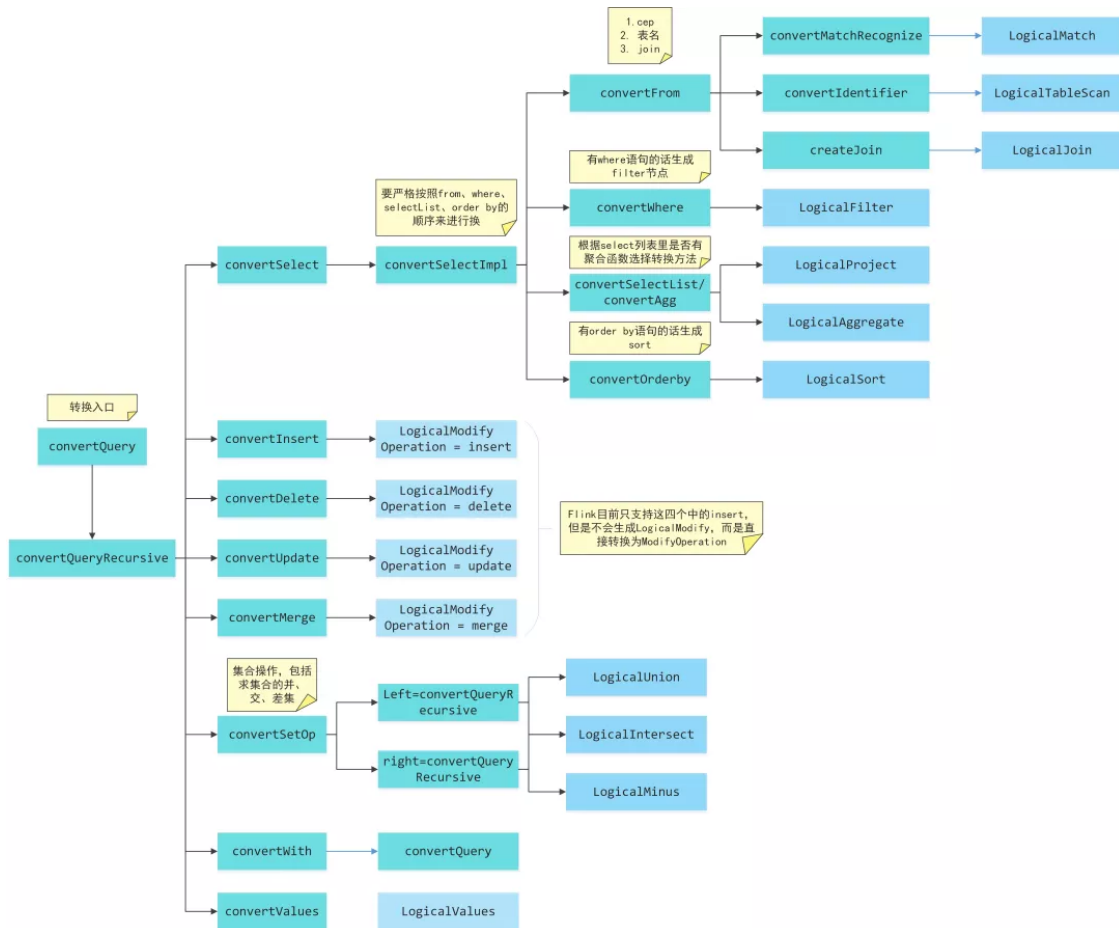 1.cep
2. 表名
3. join
convertMatchRecognize
LogicalMatch
convertFrom
convertIdentifier
LogicalTableScan
createJoin
LogicalJoin
有where语句的话生成
filter节点
要严格按照from、where、
selectList、order by的
顺序来进行换
convertWhere
LogicalFilter
根据select列表里是否有
聚合函数选择转换方法
convertSelect
convertSelectImpl
LogicalProject
convertSelectList/
convertAgg
LogicalAggregate
有order by语句的话生成
sort
convertOrderby
LogicalSort
转换入口
convertQuery
convertInsert
LogicalModify
Operation = insert
convertDelete
LogicalModify
Operation = delete
Flink目前只支持这四个中的insert,
但是不会生成LogicalModify, 而是直
接转换为ModifyOperation
convertQueryRecursive
convertUpdate
LogicalModify
Operation = update
convertMerge
LogicalModify
Operation = merge
集合操作, 包括
求集合的并、
交、差集
convertSetOp
Left=convertQueryR
ecursive
right=convertQuery
Recursive
LogicalUnion
LogicalIntersect
LogicalMinus
convertWith
convertQuery
convertValues
LogicalValues